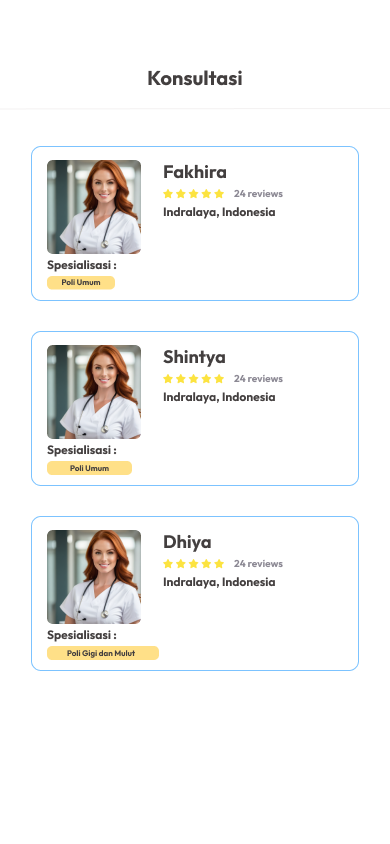 Konsultasi
Fakhira
24 reviews
Indralaya, Indonesia
Spesialisasi :
Poli Umum
Shintya
24 reviews
Indralaya, Indonesia
Spesialisasi :
Poli Umum
Dhiya
24 reviews
Indralaya, Indonesia
Spesialisasi :
Poli Gigi dan Mulut